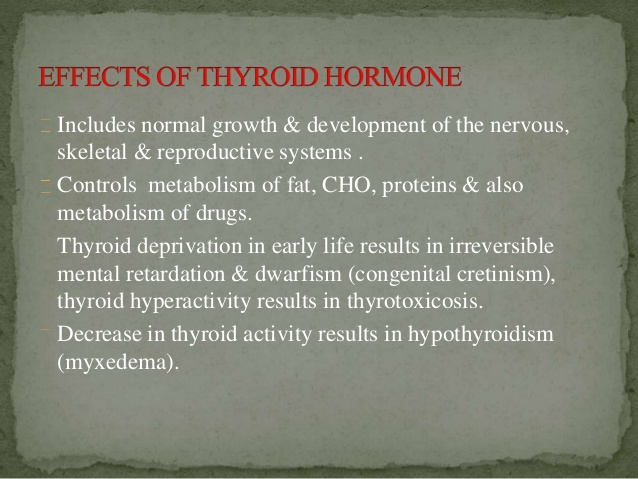 EFFECTS OF THYROID HORMONE
Includes normal growth & development of the nervous,
skeletal & reproductive systems .
Controls metabolism of fat, CHO, proteins & also
metabolism of drugs.
Thyroid deprivation in early life results in irreversible
mental retardation & dwarfism (congenital cretinism),
thyroid hyperactivity results in thyrotoxicosis.
Decrease in thyroid activity results in hypothyroidism
(myxedema).